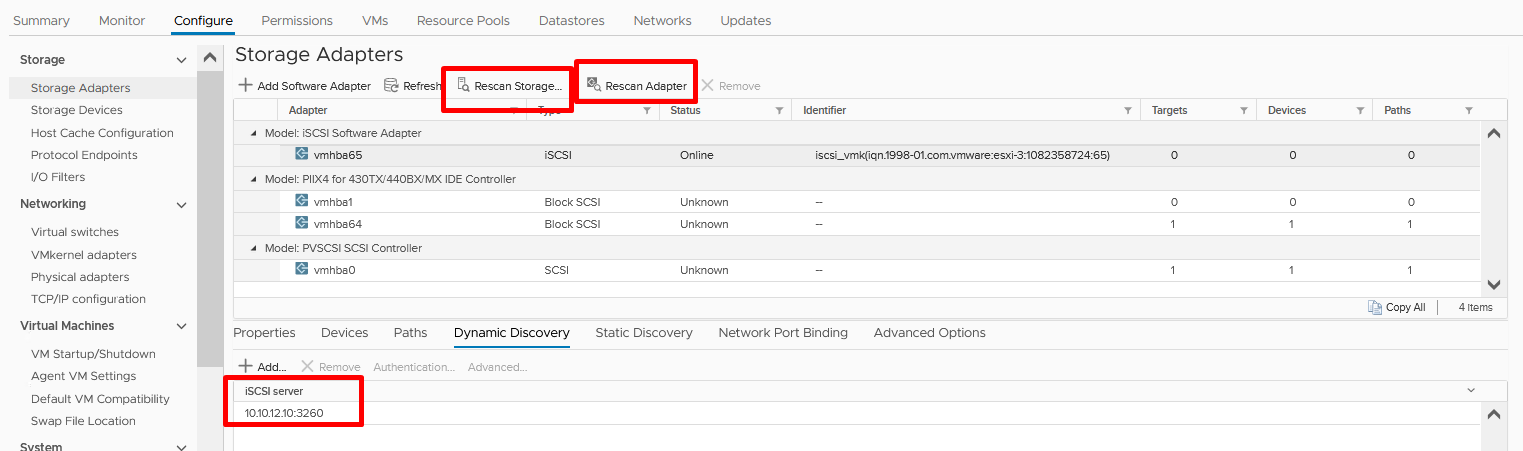 Summary Monitor Configure Permissions VMs Resource Pools Datastores Networks Updates
Storage
Storage Adapters
Storage Devices
Host Cache Configuration
Protocol Endpoints
I/O Filters
Networking
Virtual switches
VMkernel adapters
Physical adapters
TCP/IP configuration
Virtual Machines
VM Startup/Shutdown
Agent VM Settings
Default VM Compatibility
Swap File Location
System
Storage Adapters
Add Software Adapter Refresh Rescan Storage... Rescan Adapter Remove
Adapter Type Status Identifier Targets Devices Paths
Model: iSCSI Software Adapter
vmhba65 iSCSI Online iscsi_vmk(iqn.1998-01.com.vmware:esxi-3:1082358724:65) 0 0 0
Model: PIIX4 for 430TX/440BX/MX IDE Controller
vmhba1 Block SCSI Unknown -- 0 0 0
vmhba64 Block SCSI Unknown -- 1 1 1
Model: PVSCSI SCSI Controller
vmhba0 SCSI Unknown -- 1 1 1
Copy All 4 items
Properties Devices Paths Dynamic Discovery Static Discovery Network Port Binding Advanced Options
Add... Remove Authentication... Advanced...
iSCSI server
10.10.12.10:3260